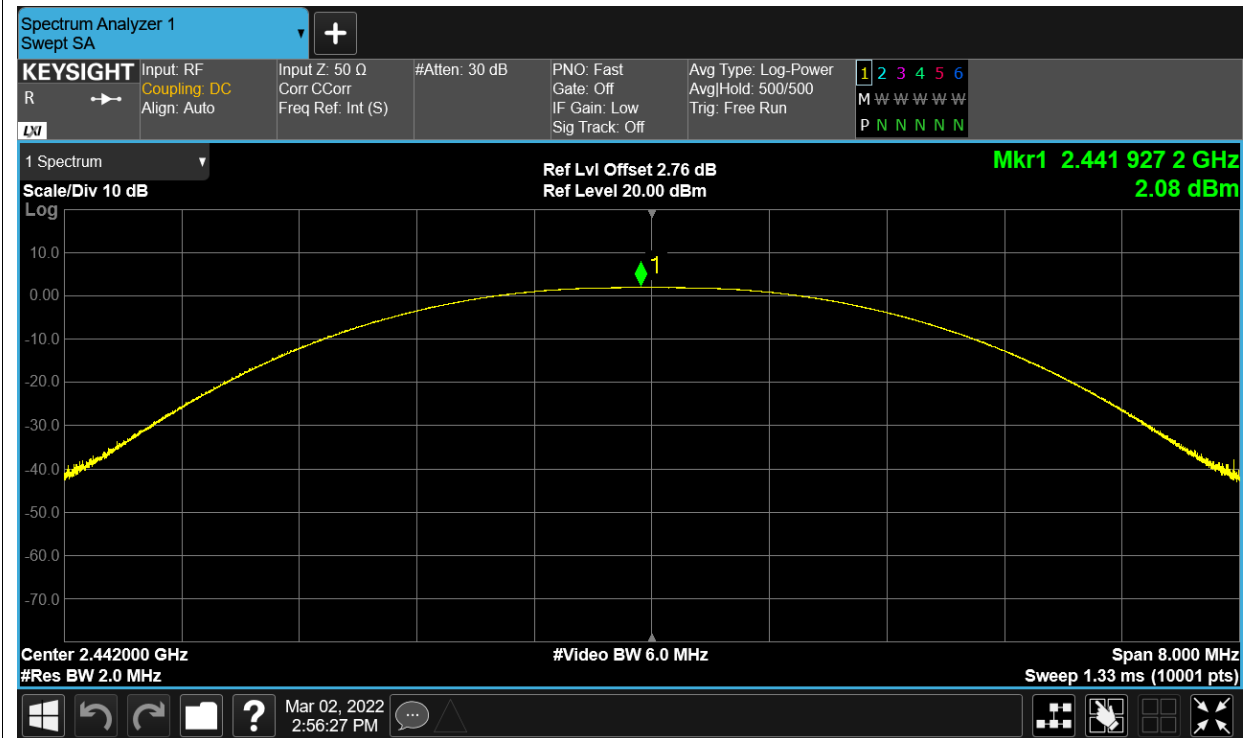 Spectrum Analyzer 1
Swept SA
KEYSIGHT
R
LXI
Input: RF
Coupling: DC
Align: Auto
Input Z: 50 Ω
Corr CCorr
Freq Ref: Int (S)
#Atten: 30 dB
PNO: Fast
Gate: Off
IF Gain: Low
Sig Track: Off
Avg Type: Log-Power
Avg|Hold: 500/500
Trig: Free Run
1 2 3 4 5 6
M W W W W W
P N N N N N
1 Spectrum
Scale/Div 10 dB
Ref Lvl Offset 2.76 dB
Ref Level 20.00 dBm
Mkr1 2.441 927 2 GHz
2.08 dBm
Log
10.0
0.00
-10.0
-20.0
-30.0
-40.0
-50.0
-60.0
-70.0
1
Center 2.442000 GHz
#Res BW 2.0 MHz
#Video BW 6.0 MHz
Span 8.000 MHz
Sweep 1.33 ms (10001 pts)
?
Mar 02, 2022
2:56:27 PM